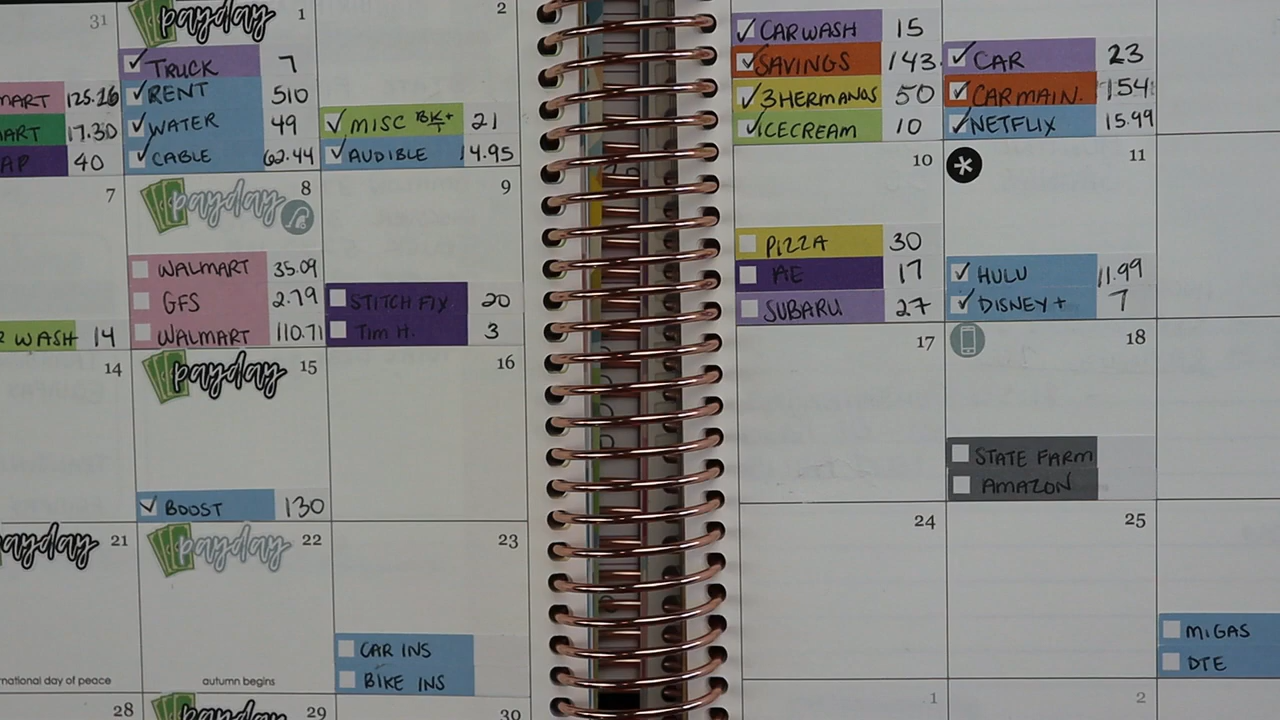 31
payday
1
2
MART 125.26
TRUCK 7
RENT 510
ART 17.30
WATER 49
MISC BK+ 21
AP 40
CABLE 62.44
AUDIBLE 14.95
CARWASH 15
SAVINGS 143
CAR 23
3HERMANOS 50
CAR MAIN. 154
ICECREAM 10
NETFLIX 15.99
7
payday
8
9
10
11
WALMART 35.09
GFS 2.79
STITCH FIX 20
R WASH 14
WALMART 110.71
TIM H. 3
PIZZA 30
AE 17
HULU 11.99
SUBARU 27
DISNEY+ 7
14
payday
15
16
17
18
BOOST 130
STATE FARM
AMAZON
ayday
21
payday
22
23
24
25
CAR INS
BIKE INS
MIGAS
DTE
national day of peace
autumn begins
28
payday
29
30
1
2